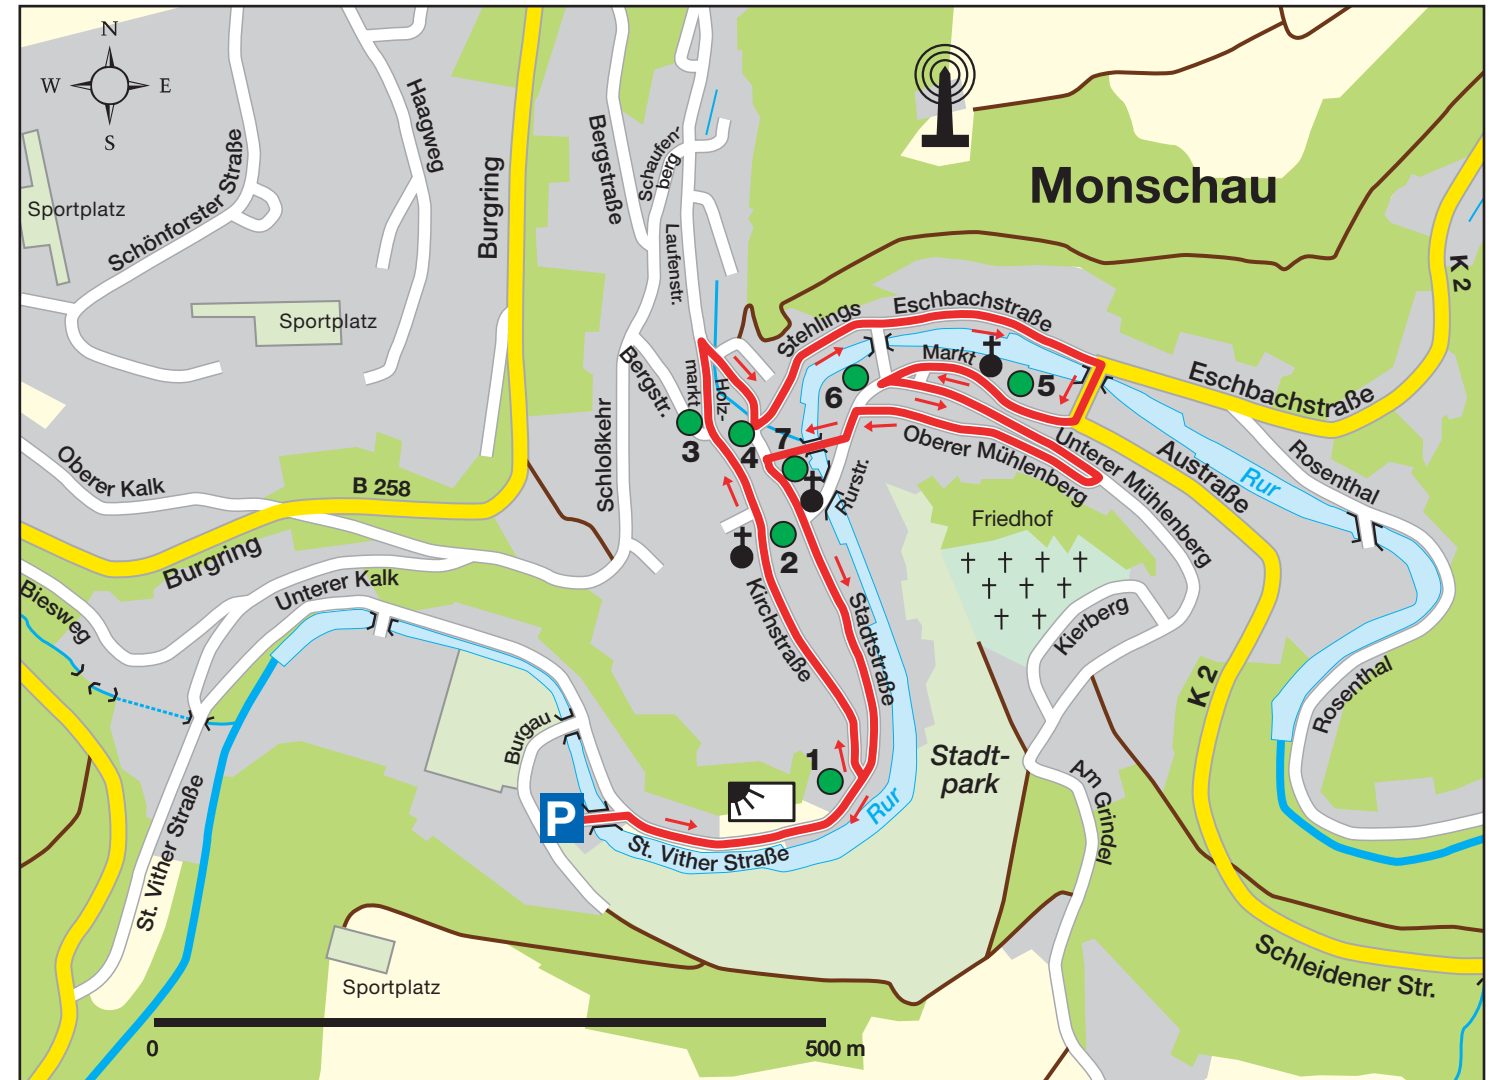 N
W
E
S
Sportplatz
Schönforster Straße
Haagweg
Burgring
Bergstraße
Schaufen-
berg
Laufenstr.
Monschau
K 2
Sportplatz
Stehlings
Eschbachstraße
Markt
Bergstr.
Holz-
markt
6
5
Eschbachstraße
3
4
7
Oberer Mühlenberg
Unterer Mühlenberg
Austraße
Rur
Rosenthal
Oberer Kalk
B 258
Schloßkehr
Rurstr.
Friedhof
Burgring
2
Biesweg
Unterer Kalk
Kirchstraße
Stadtstraße
Kierberg
K 2
Rosenthal
Burgau
1
Stadt-
park
Am Grindel
P
Rur
St. Vither Straße
St. Vither Straße
Schleidener Str.
Sportplatz
0
500 m